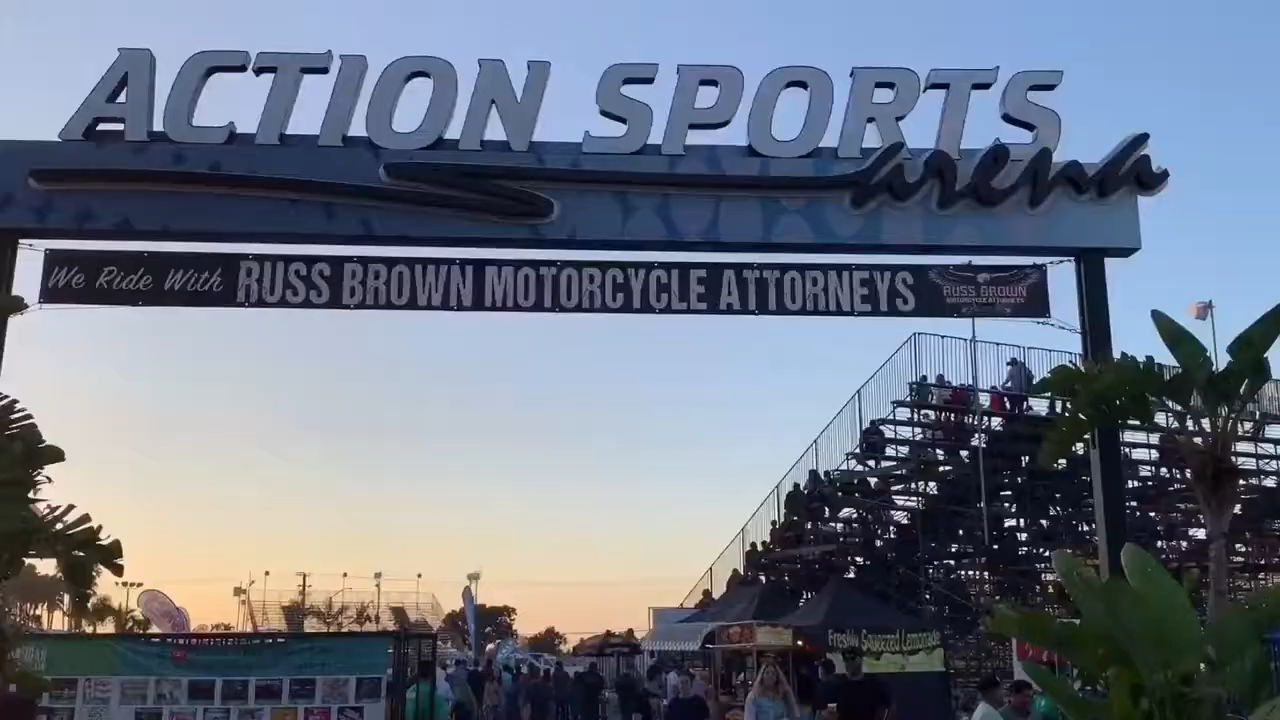 ACTION SPORTS
arena
We Ride With RUSS BROWN MOTORCYCLE ATTORNEYS
RUSS BROWN
MOTORCYCLE ATTORNEYS
Freshly Squeezed Lemonade